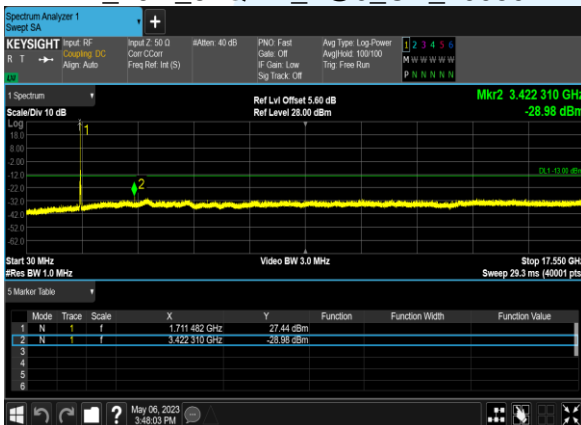 Spectrum Analyzer 1
Swept SA
+
KEYSIGHT Input: RF Input Z: 50 Ω #Atten: 40 dB PNO: Fast Avg Type: Log-Power 1 2 3 4 5 6
R T Coupling: DC Corr CCorr Gate: Off Avg|Hold: 100/100 M W W W W W
Align: Auto Freq Ref: Int (S) IF Gain: Low Trig: Free Run
Sig Track: Off P N N N N N
LVI
1 Spectrum Ref Lvl Offset 5.60 dB Mkr2 3.422 310 GHz
Scale/Div 10 dB Ref Level 28.00 dBm -28.98 dBm
Log
18.0 1
8.00
-2.00
-12.0 DL1 -13.00 dBm
-22.0 2
-32.0
-42.0
-52.0
-62.0
Start 30 MHz Video BW 3.0 MHz Stop 17.550 GHz
#Res BW 1.0 MHz Sweep 29.3 ms (40001 pts
5 Marker Table
Mode Trace Scale X Y Function Function Width Function Value
1 N 1 f 1.711 482 GHz 27.44 dBm
2 N 1 f 3.422 310 GHz -28.98 dBm
3
4
5
6
? May 06, 2023
3:48:03 PM